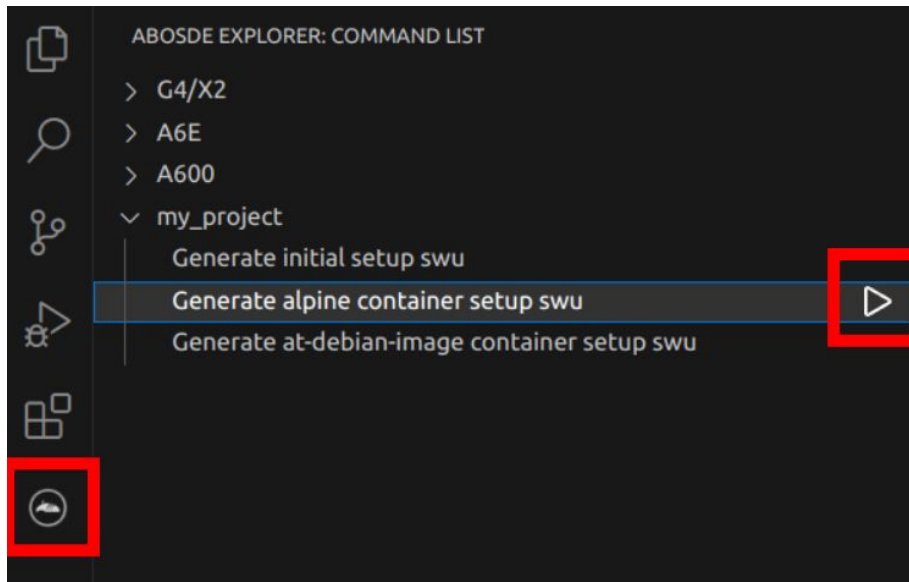 ABOSDE EXPLORER: COMMAND LIST
G4/X2
A6E
A600
my_project
Generate initial setup swu
Generate alpine container setup swu
Generate at-debian-image container setup swu